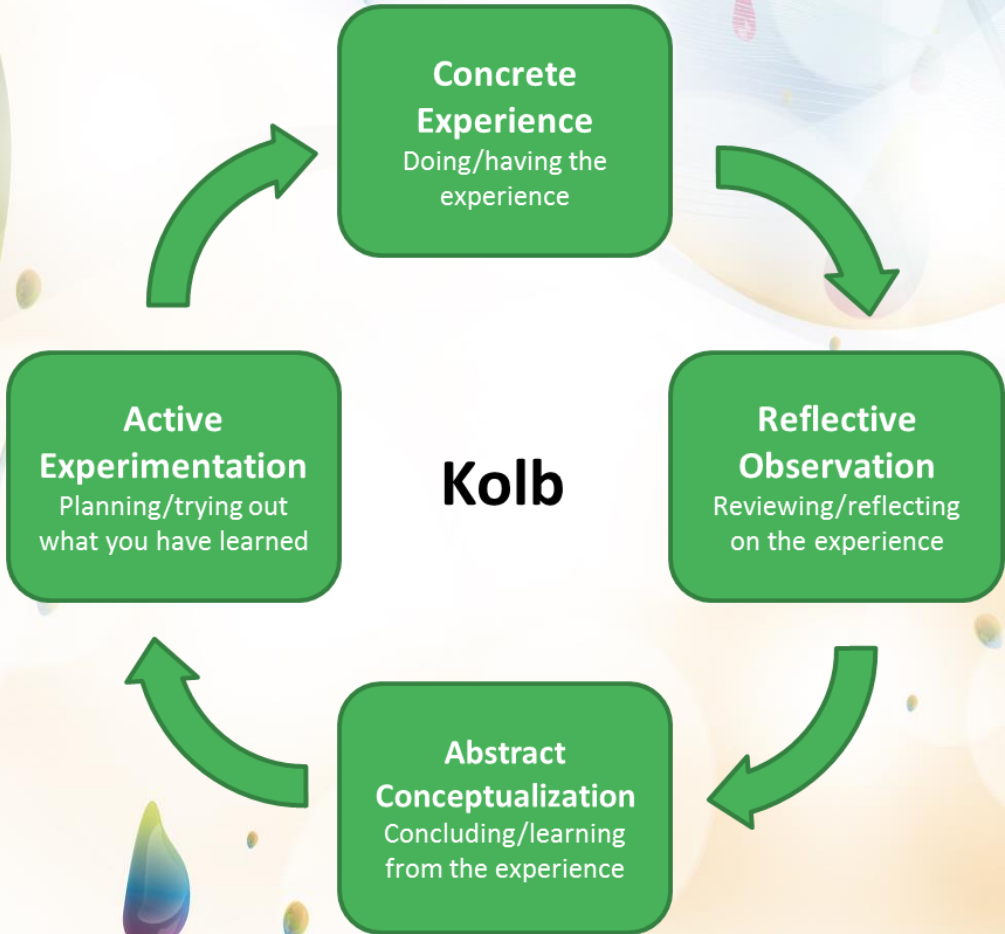 Concrete
Experience
Doing/having the
experience
Active
Experimentation
Planning/trying out
what you have learned
Kolb
Reflective
Observation
Reviewing/reflecting
on the experience
Abstract
Conceptualization
Concluding/learning
from the experience